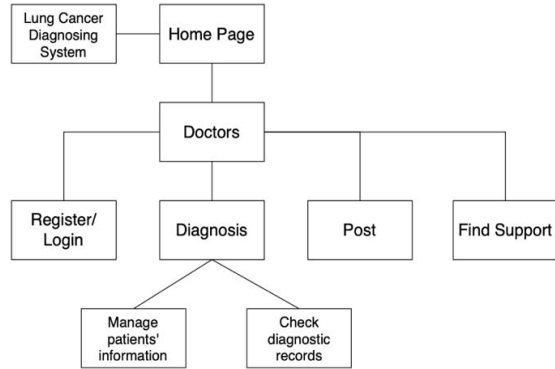 Lung Cancer
Diagnosing
System
Home Page
Doctors
Register/
Login
Diagnosis
Post
Find Support
Manage
patients'
information
Check
diagnostic
records